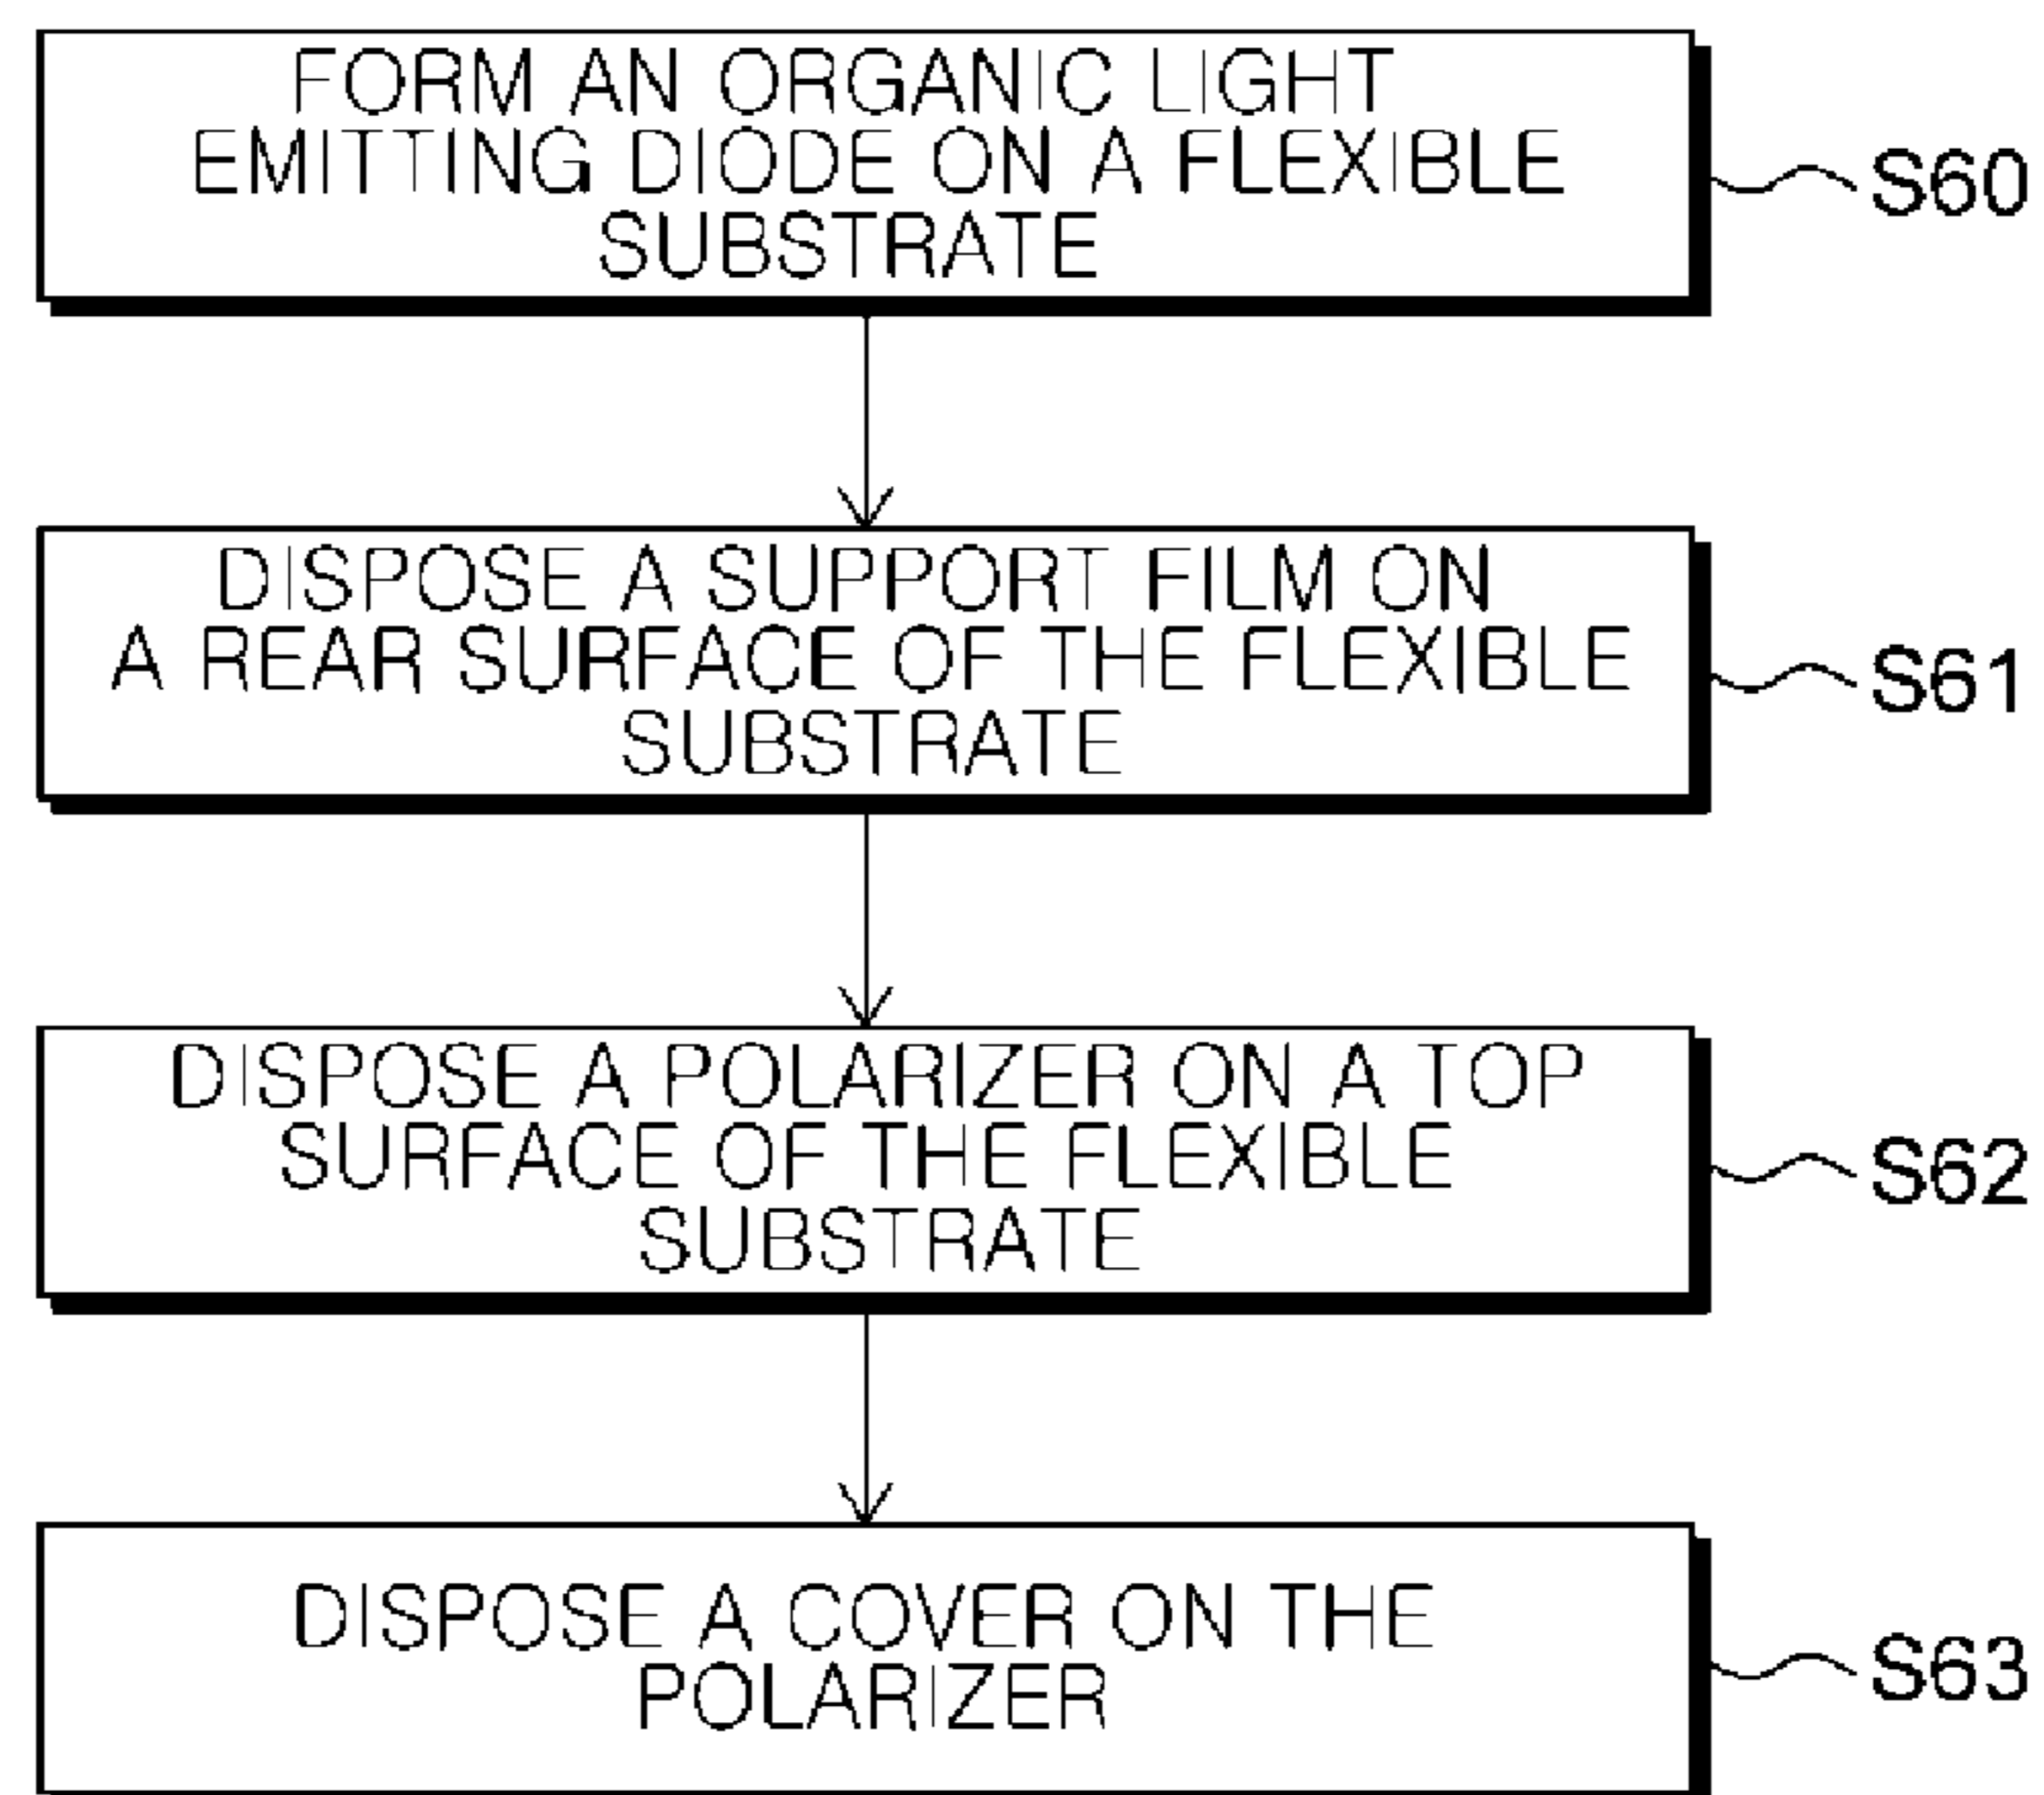 FORM AN ORGANIC LIGHT
EMITTING DIODE ON A FLEXIBLE
SUBSTRATE
S60
DISPOSE A SUPPORT FILM ON
A REAR SURFACE OF THE FLEXIBLE
SUBSTRATE
S61
DISPOSE A POLARIZER ON A TOP
SURFACE OF THE FLEXIBLE
SUBSTRATE
S62
DISPOSE A COVER ON THE
POLARIZER
S63